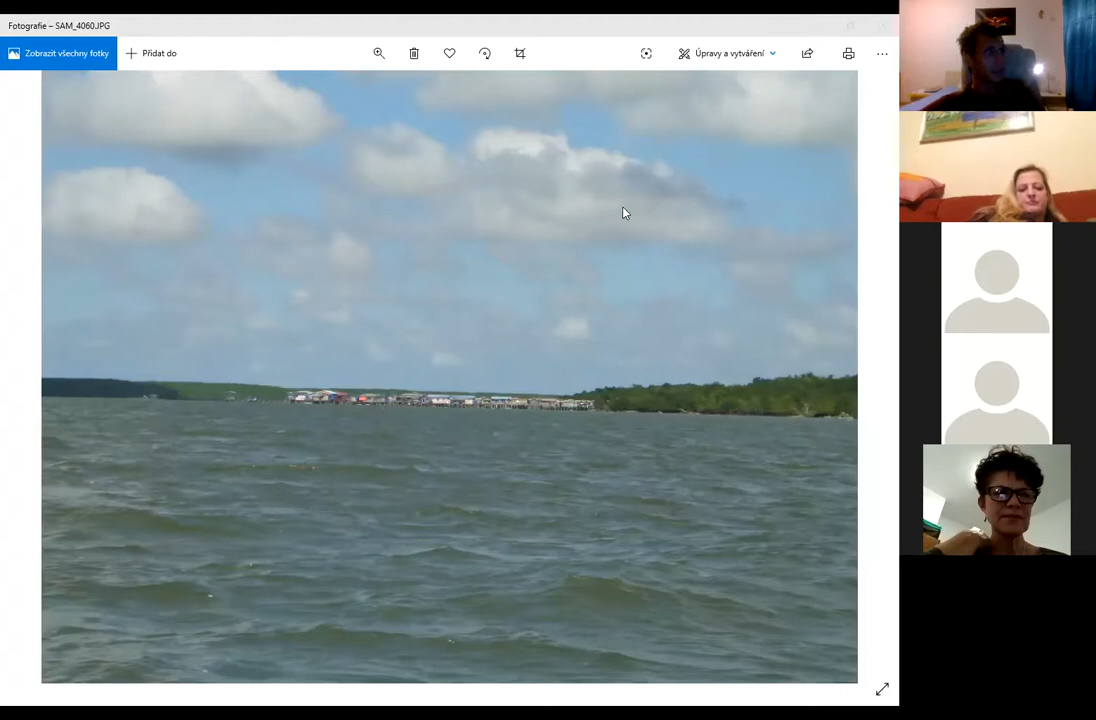 Fotografie – SAM_4060.JPG
Zobrazit všechny fotky
Přidat do
Úpravy a vytváření